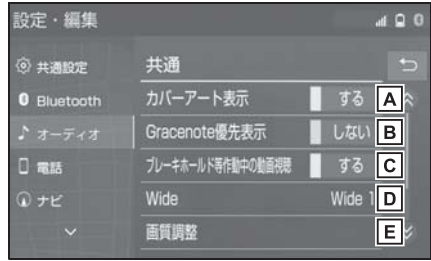 設定・編集
共通設定
Bluetooth
オーディオ
電話
ナビ
共通
カバーアート表示 する A
Gracenote優先表示 しない B
ブレーキホールド等作動中の動画視聴 する C
Wide Wide 1 D
画質調整 E